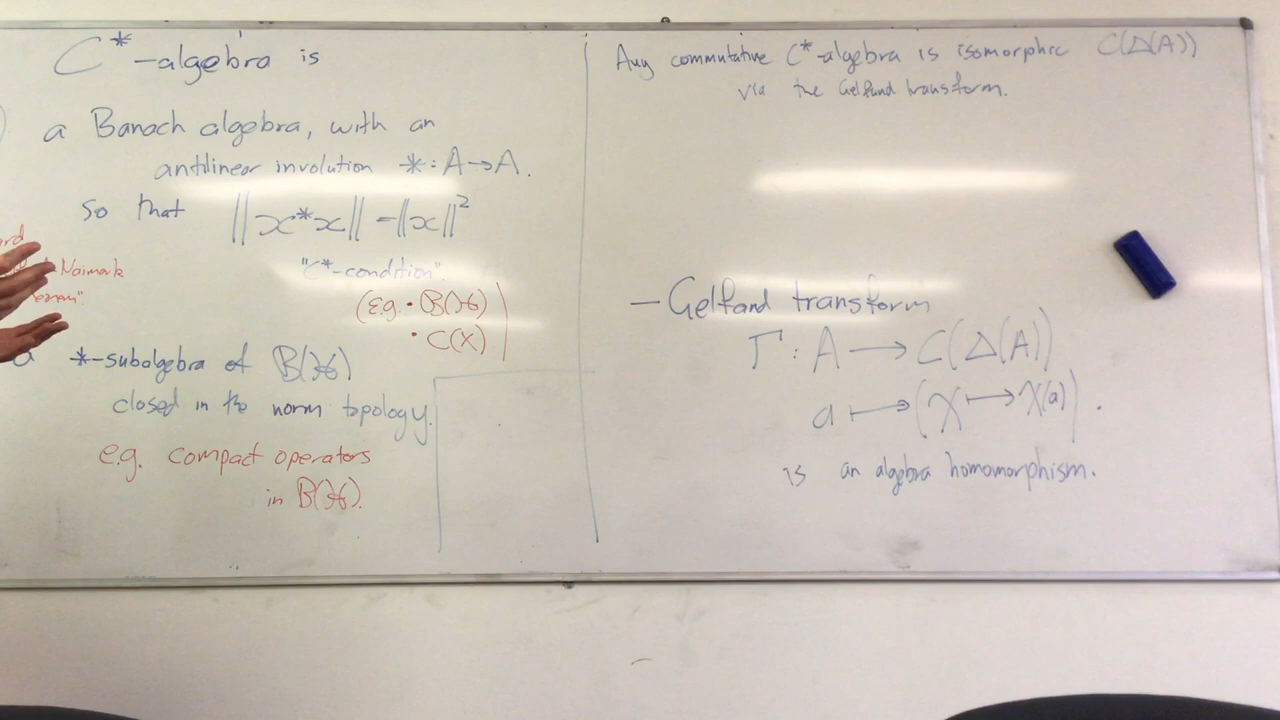 C*-algebra is
a Banach algebra, with an
antilinear involution *: A→A.
so that ||x*x|| = ||x||²
"C*-condition".
Naimark
(e.g. • B(ℋ)
• C(X)
*-subalgebra of B(ℋ)
closed in the norm topology.
e.g. compact operators
in B(ℋ).
Any commutative C*-algebra is isomorphic C(Δ(A))
via the Gelfand transform.
— Gelfand transform
Γ: A → C(Δ(A))
a ↦ (χ ↦ χ(a)).
is an algebra homomorphism.